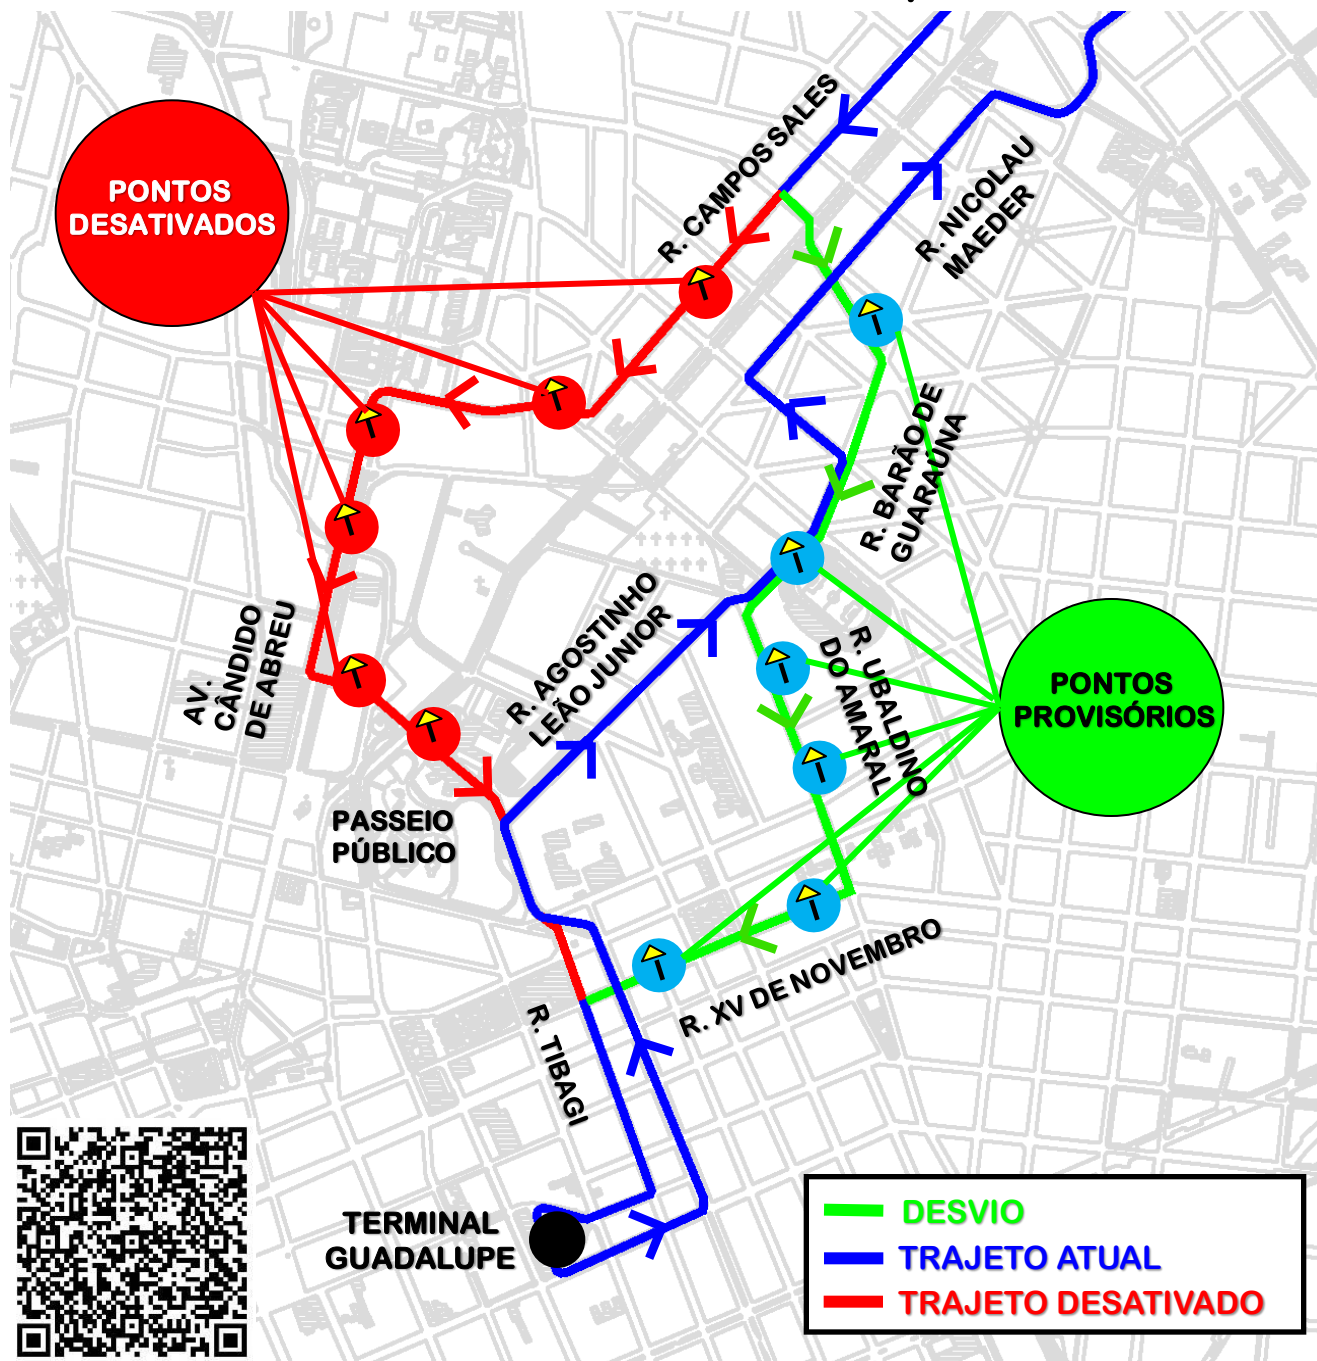 R. CAMPOS SALES
PONTOS
DESATIVADOS
R. NICOLAU
MAEDER
R. BARÃO DE
GUARAÚNA
AV.
CÂNDIDO
DE ABREU
R. AGOSTINHO
LEÃO JUNIOR
R. UBALDINO
DO AMARAL
PONTOS
PROVISÓRIOS
PASSEIO
PÚBLICO
R. XV DE NOVEMBRO
R. TIBAGI
TERMINAL
GUADALUPE
DESVIO
TRAJETO ATUAL
TRAJETO DESATIVADO